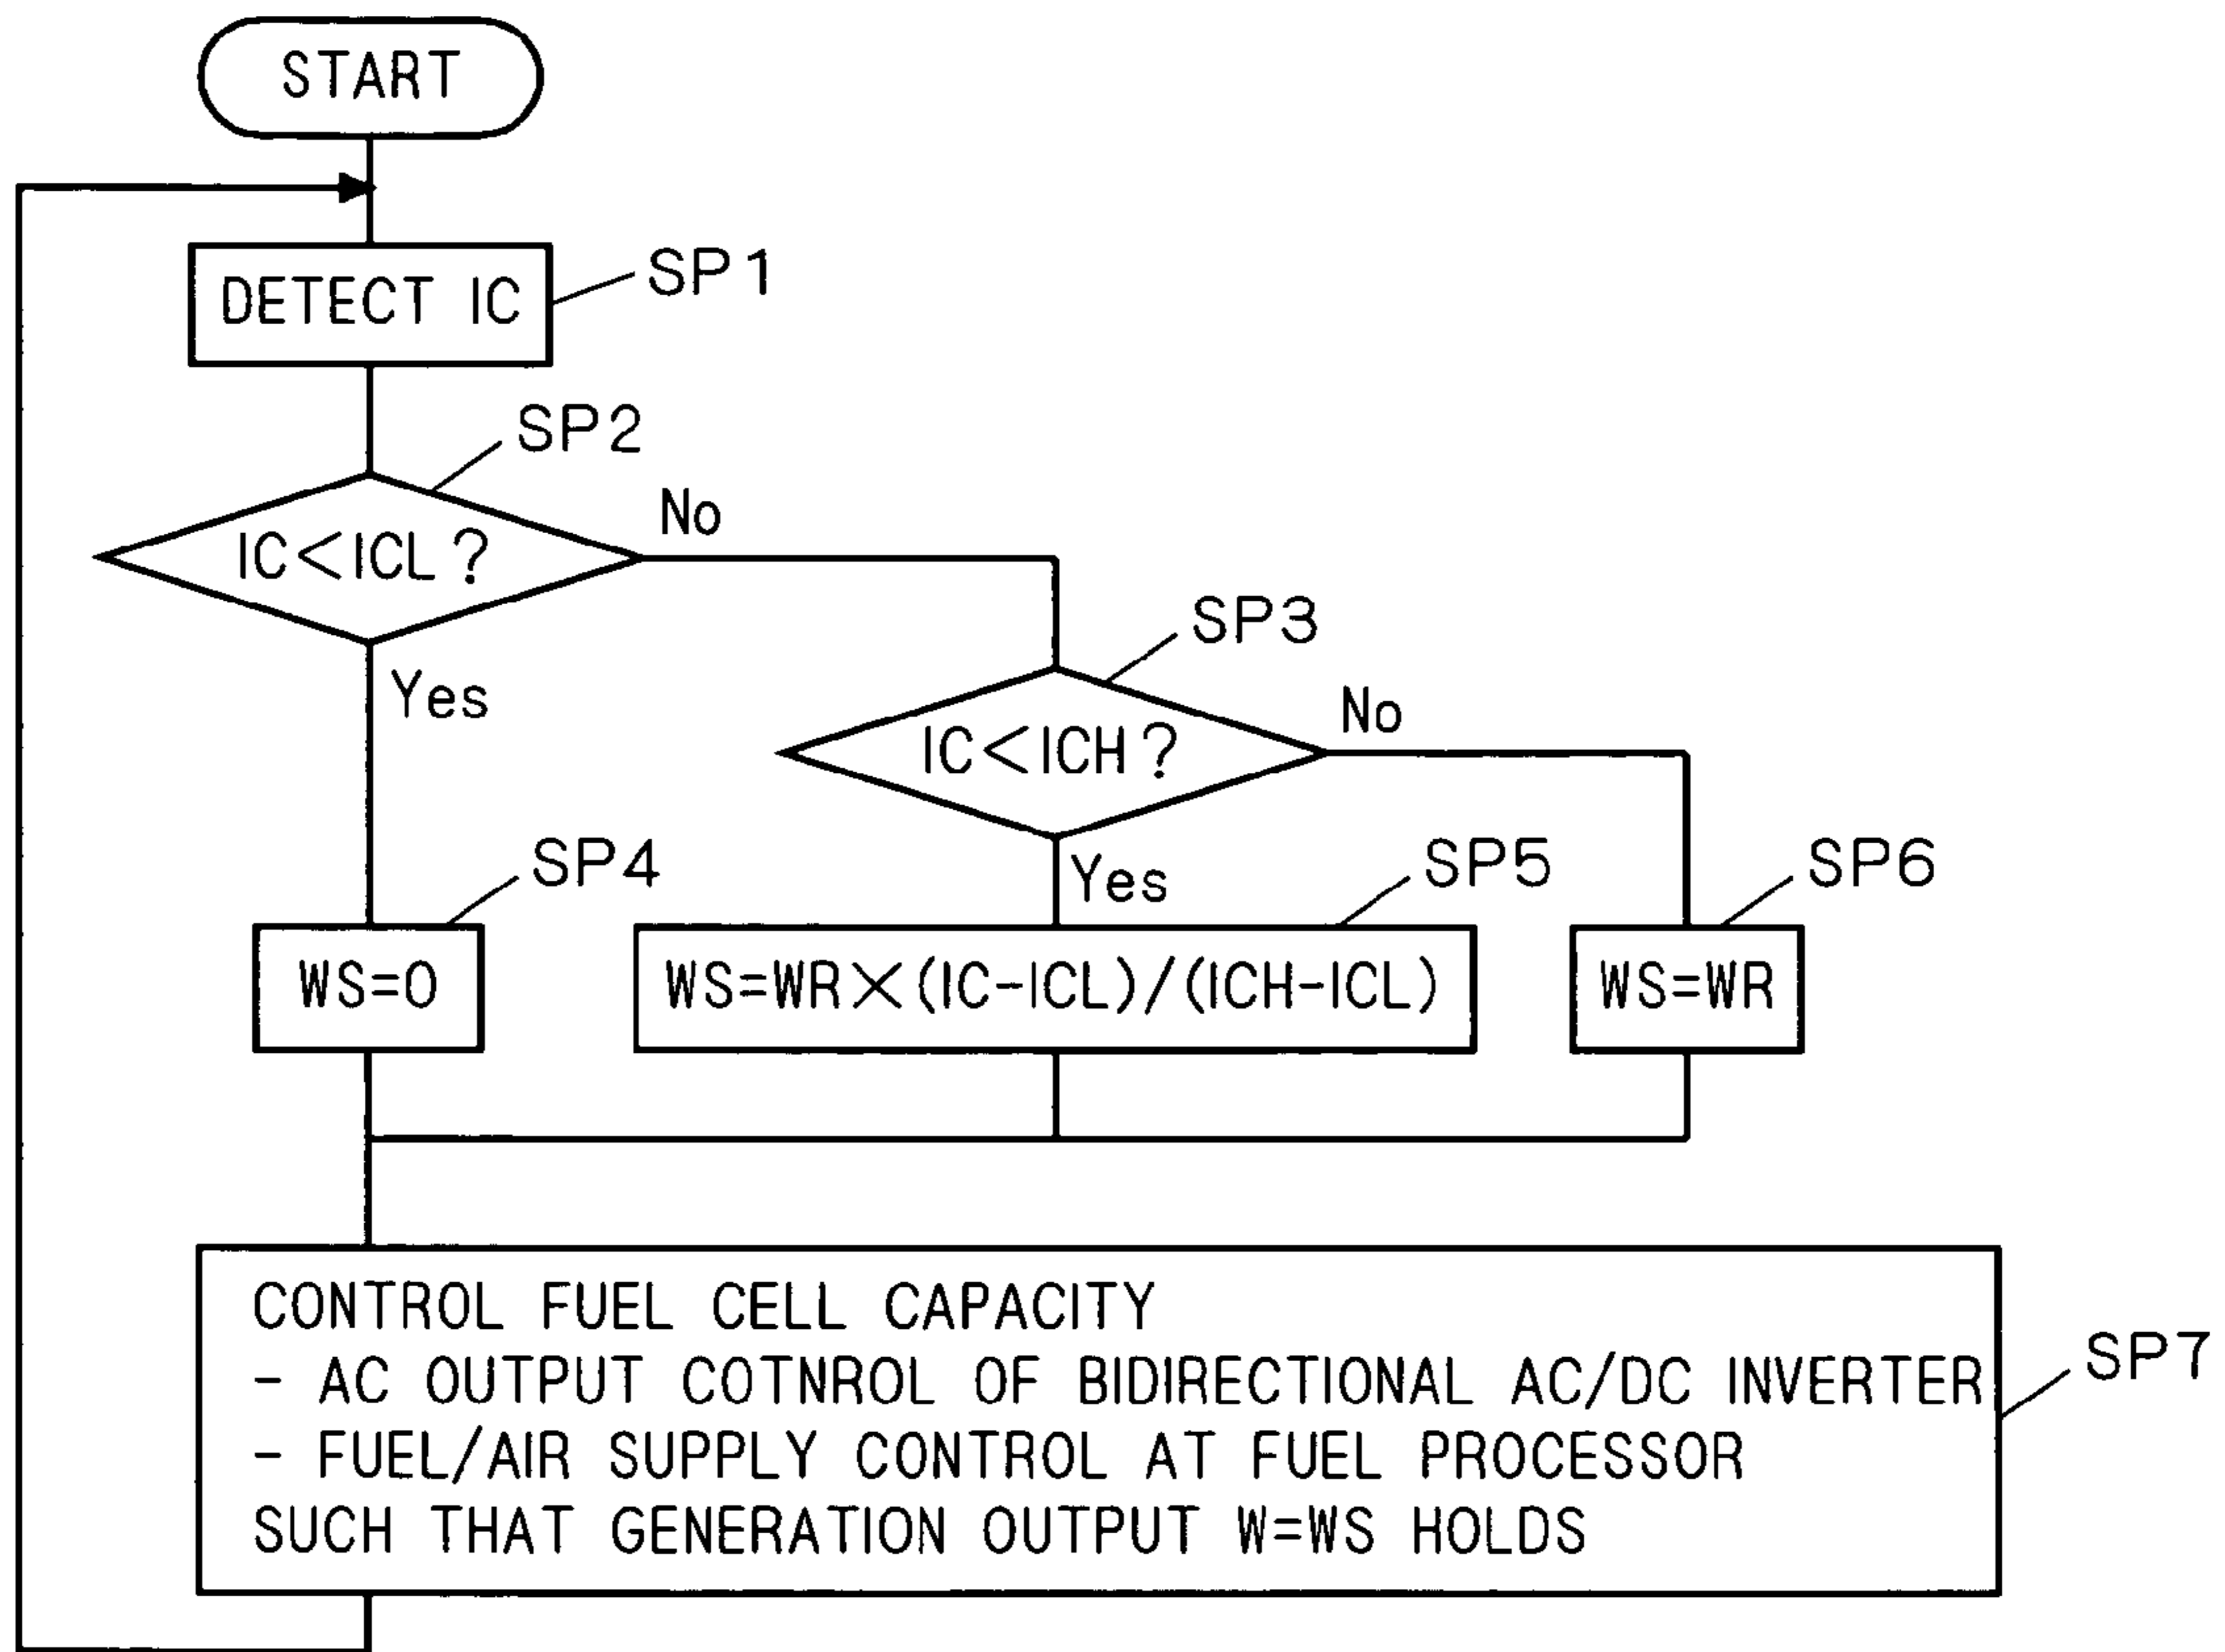 START
DETECT IC
SP1
SP2
IC<ICL?
No
Yes
SP3
IC<ICH?
No
Yes
SP4
WS=0
SP5
WS=WR×(IC-ICL)/(ICH-ICL)
SP6
WS=WR
CONTROL FUEL CELL CAPACITY
- AC OUTPUT COTNROL OF BIDIRECTIONAL AC/DC INVERTER
- FUEL/AIR SUPPLY CONTROL AT FUEL PROCESSOR
SUCH THAT GENERATION OUTPUT W=WS HOLDS
SP7